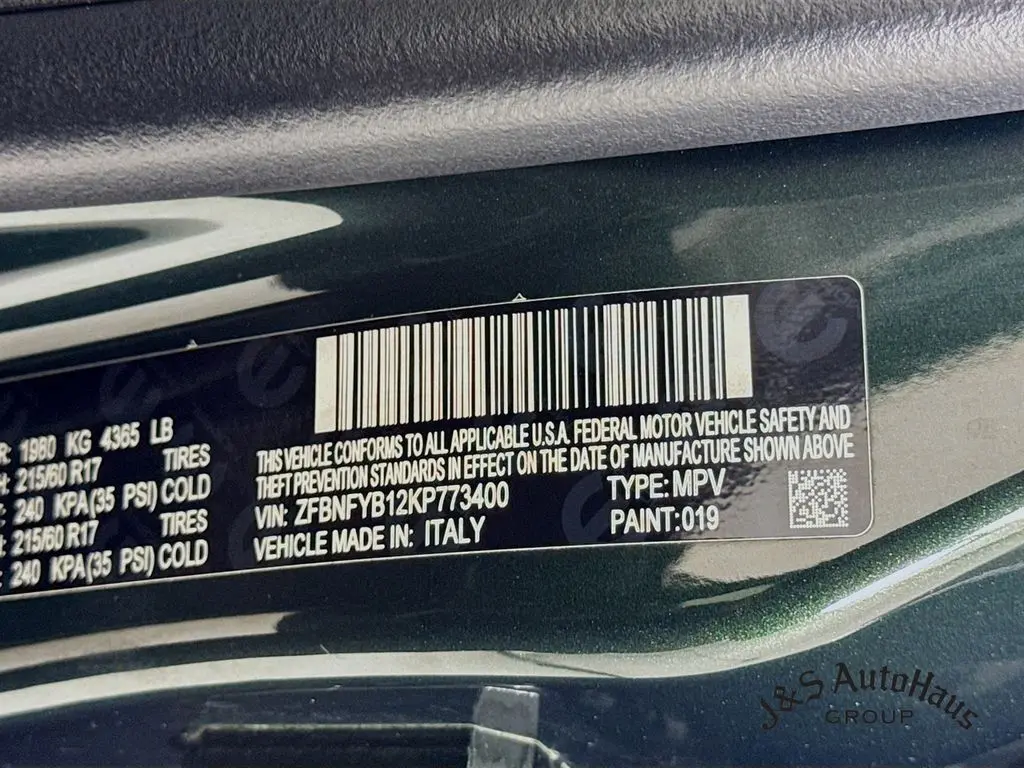 R: 1980 KG 4365 LB
H: 215/60 R17 TIRES
240 KPA(35 PSI) COLD
: 215/60 R17 TIRES
: 240 KPA(35 PSI) COLD
THIS VEHICLE CONFORMS TO ALL APPLICABLE U.S.A. FEDERAL MOTOR VEHICLE SAFETY AND
THEFT PREVENTION STANDARDS IN EFFECT ON THE DATE OF MANUFACTURE SHOWN ABOVE
VIN: ZFBNFYB12KP773400 TYPE: MPV
VEHICLE MADE IN: ITALY PAINT: 019
J&S AutoHaus
GROUP